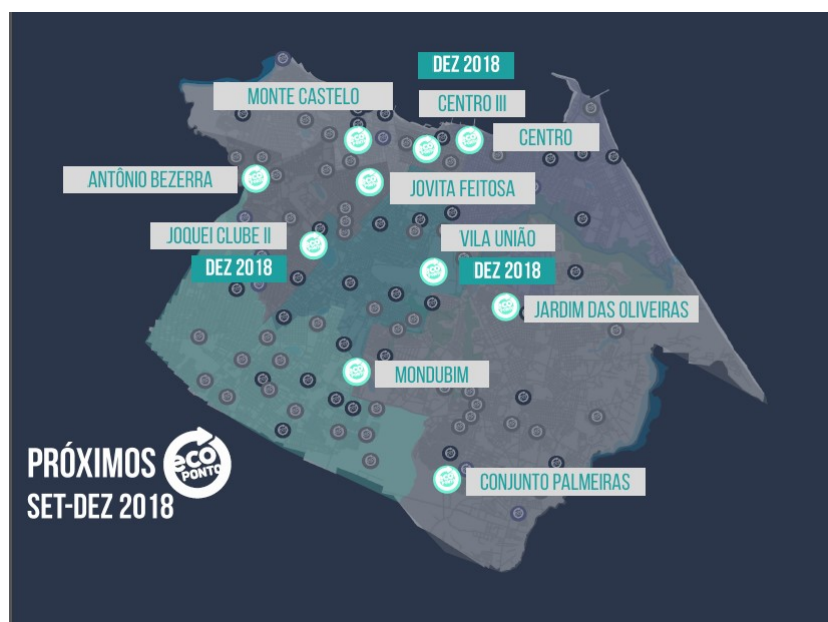 DEZ 2018
MONTE CASTELO
CENTRO III
CENTRO
ANTÔNIO BEZERRA
JOVITA FEITOSA
JOQUEI CLUBE II
DEZ 2018
VILA UNIÃO
DEZ 2018
JARDIM DAS OLIVEIRAS
MONDUBIM
CONJUNTO PALMEIRAS
PRÓXIMOS
eco
PONTO
SET-DEZ 2018